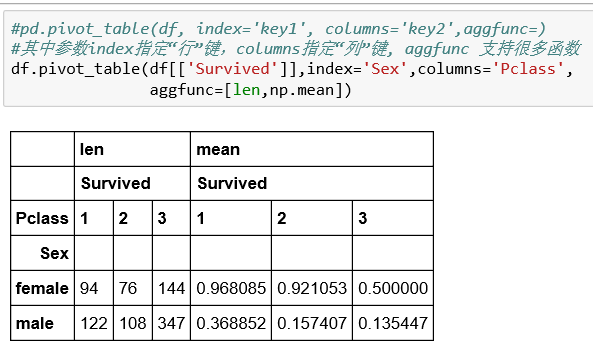 #pd.pivot_table(df, index='key1', columns='key2',aggfunc=)
#其中参数index指定“行”键，columns指定“列”键, aggfunc 支持很多函数
df.pivot_table(df[['Survived']],index='Sex',columns='Pclass',
aggfunc=[len,np.mean])
len mean
Survived Survived
Pclass 1 2 3 1 2 3
Sex
female 94 76 144 0.968085 0.921053 0.500000
male 122 108 347 0.368852 0.157407 0.135447